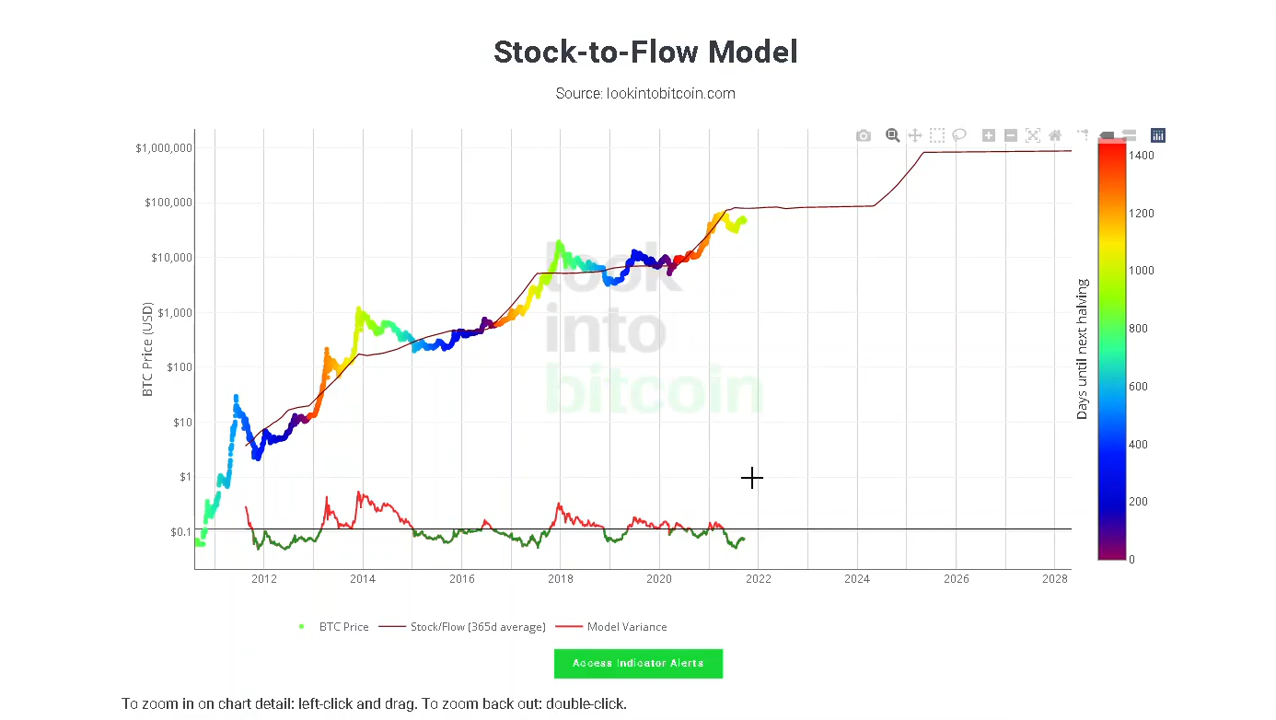 Stock-to-Flow Model
Source: lookintobitcoin.com
$1,000,000
$100,000
$10,000
$1,000
$100
$10
$1
$0.1
BTC Price (USD)
look
into
bitcoin
2012 2014 2016 2018 2020 2022 2024 2026 2028
1400
1200
1000
800
600
400
200
0
Days until next halving
BTC Price Stock/Flow (365d average) Model Variance
Access Indicator Alerts
To zoom in on chart detail: left-click and drag. To zoom back out: double-click.